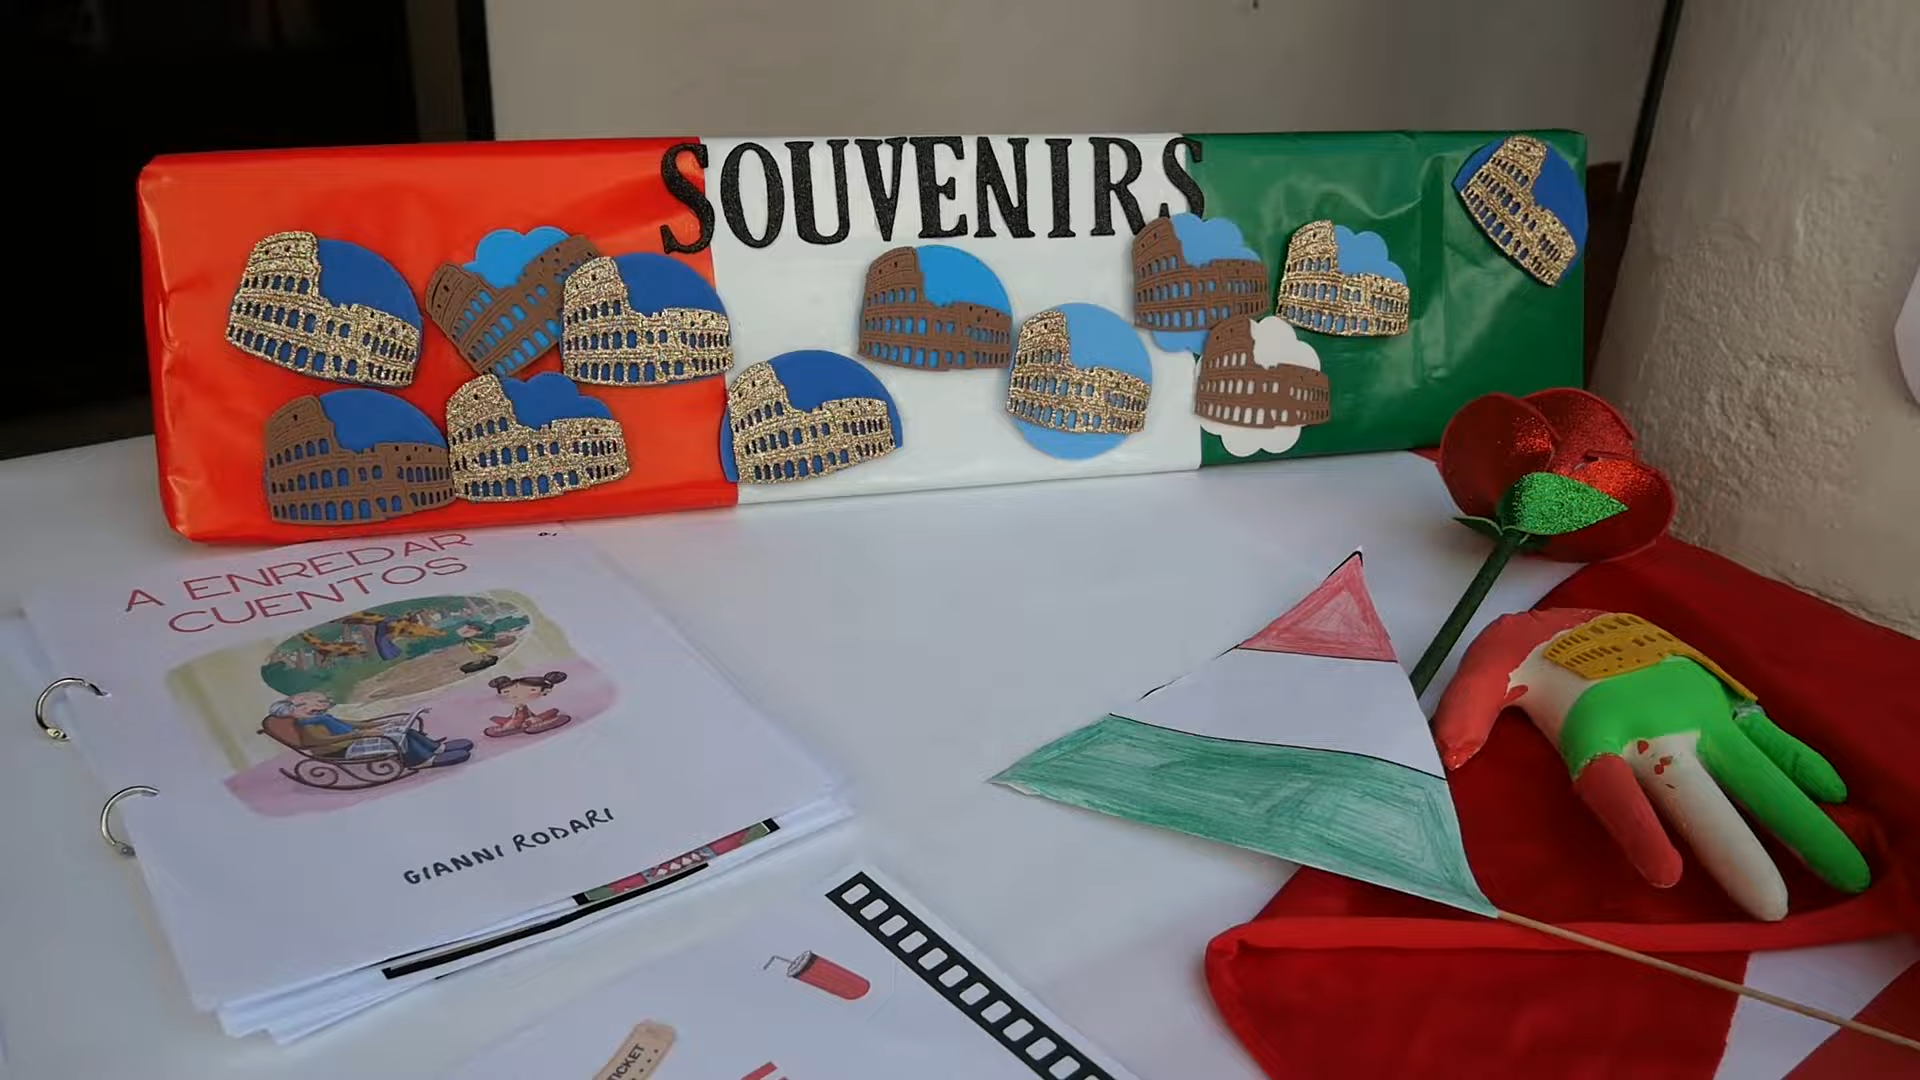 SOUVENIRS
A ENREDAR
CUENTOS
GIANNI RODARI
TICKET